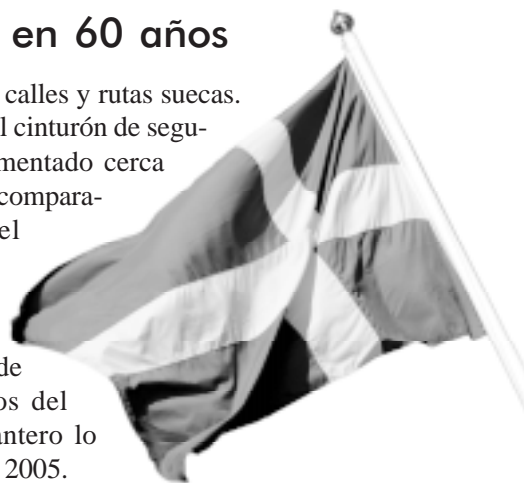 en 60 años
calles y rutas suecas.
l cinturón de segu-
mentado cerca
compara-
el
de
os del
antero lo
2005.